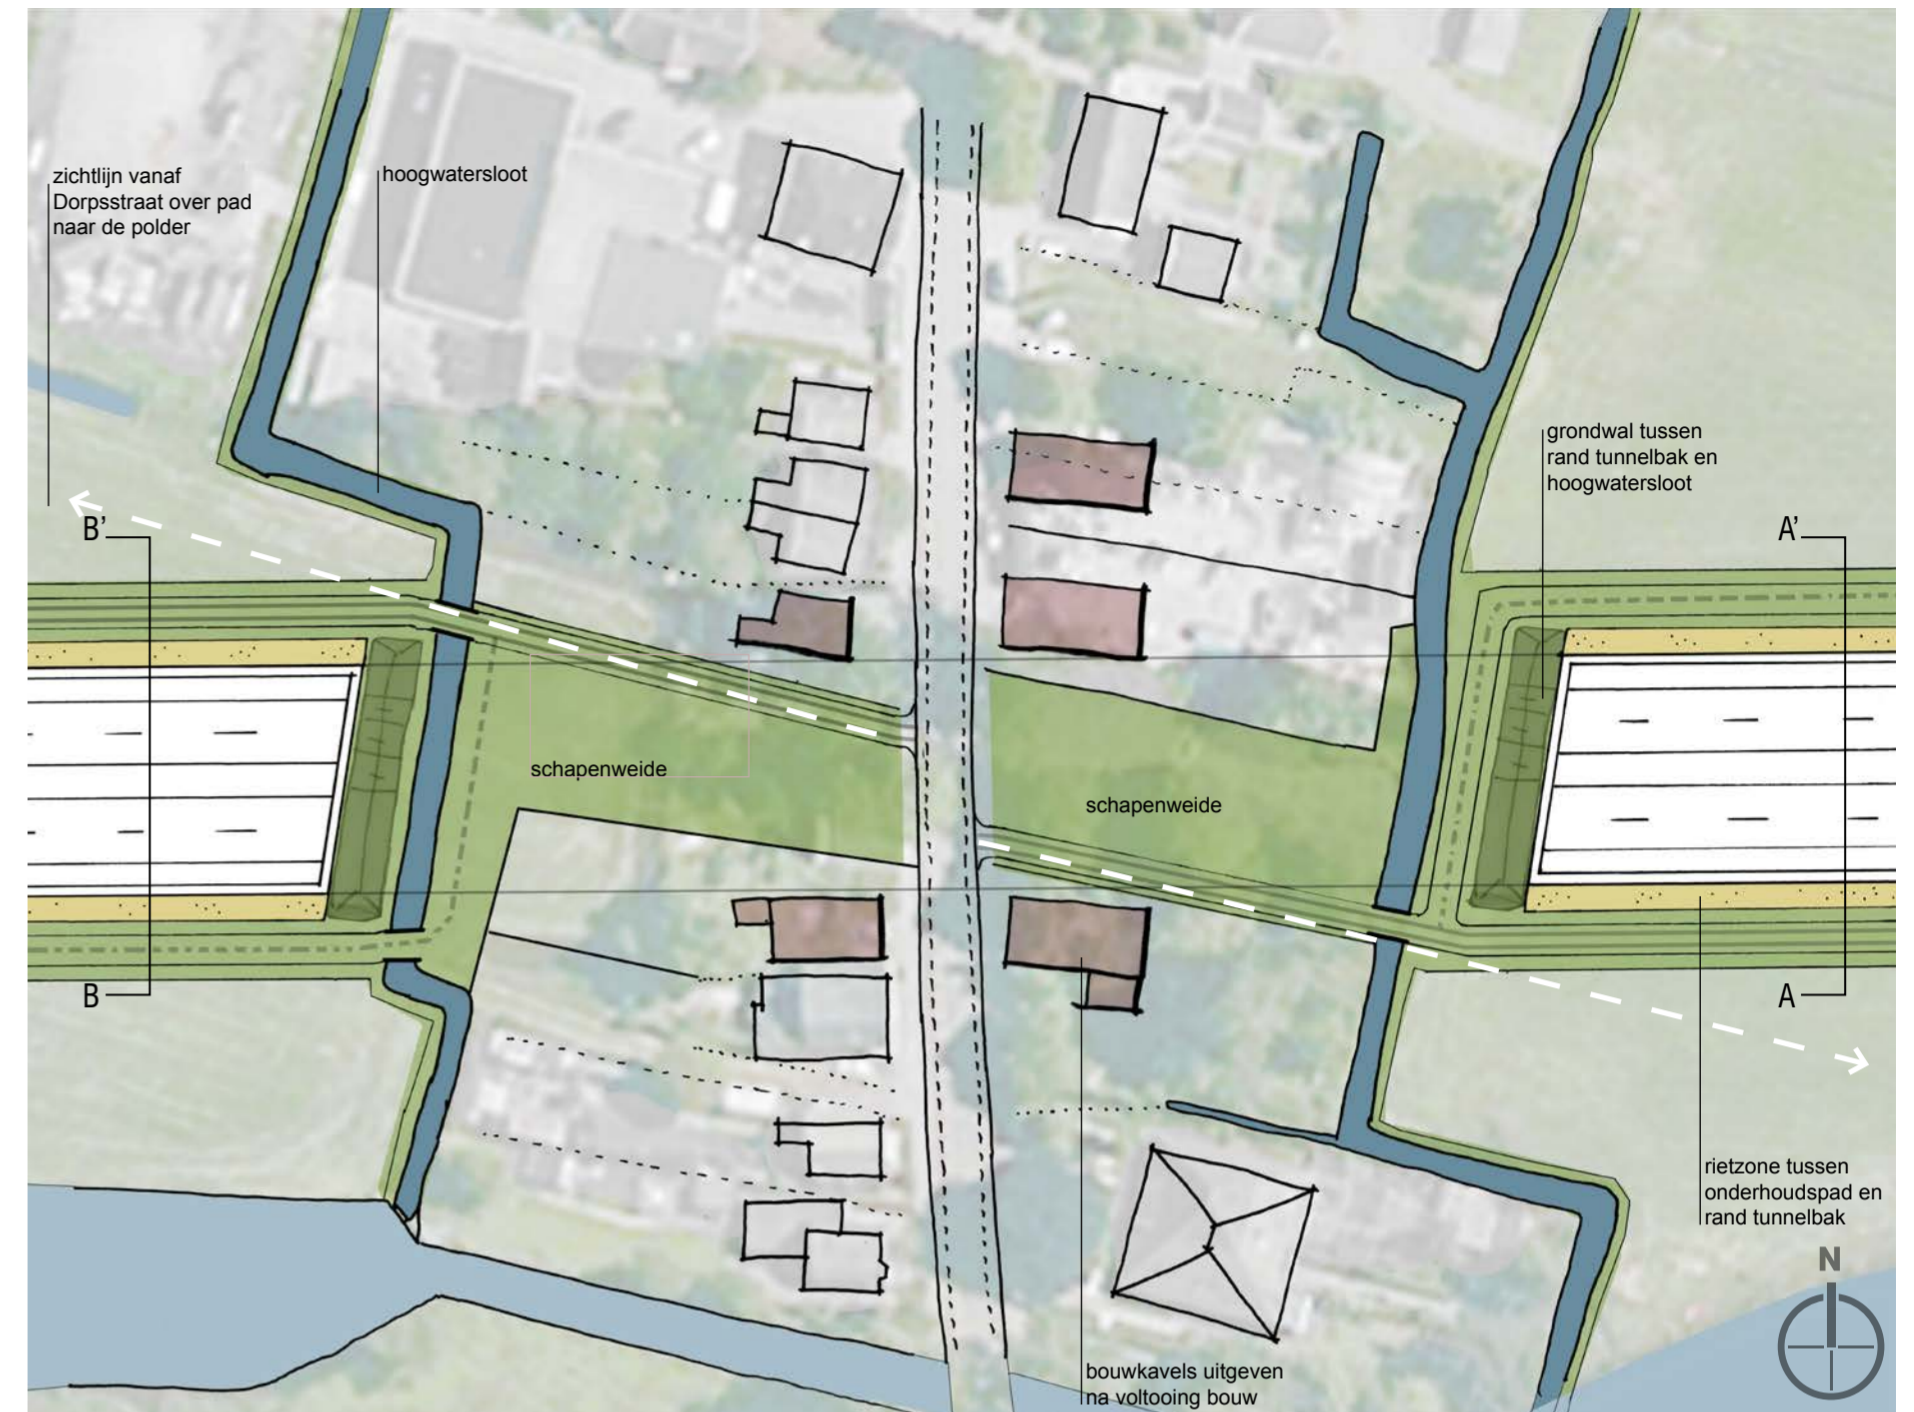 zichtlijn vanaf
Dorpsstraat over pad
naar de polder
hoogwatersloot
grondwal tussen
rand tunnelbak en
hoogwatersloot
B’
A’
schapenweide
schapenweide
B
A
rietzone tussen
onderhoudspad en
rand tunnelbak
N
bouwkavels uitgeven
na voltooing bouw